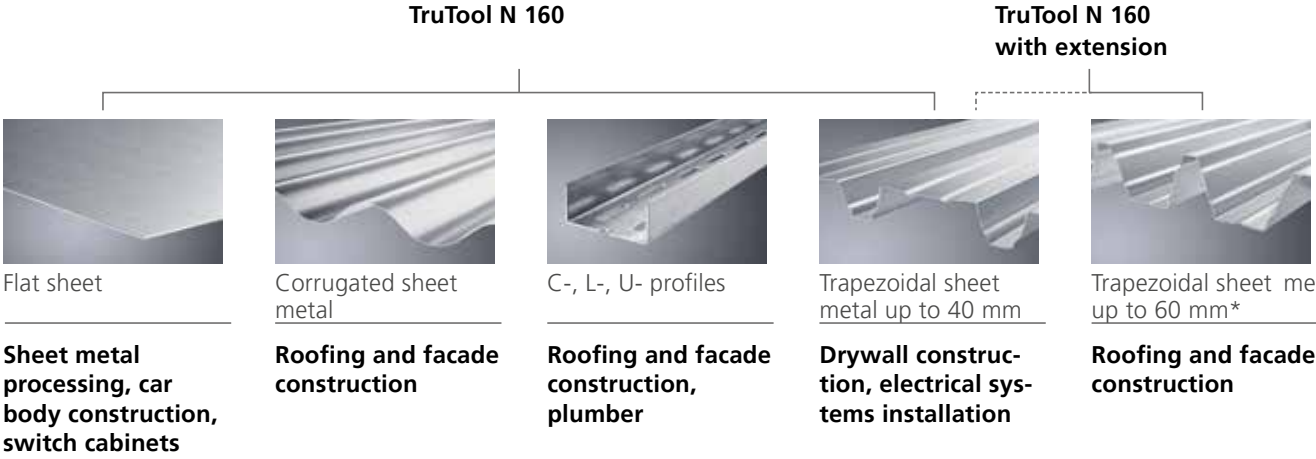 TruTool N 160
TruTool N 160
with extension
Flat sheet
Corrugated sheet
metal
C-, L-, U- profiles
Trapezoidal sheet
metal up to 40 mm
Trapezoidal sheet me
up to 60 mm*
Sheet metal
processing, car
body construction,
switch cabinets
Roofing and facade
construction
Roofing and facade
construction,
plumber
Drywall construc-
tion, electrical sys-
tems installation
Roofing and facade
construction